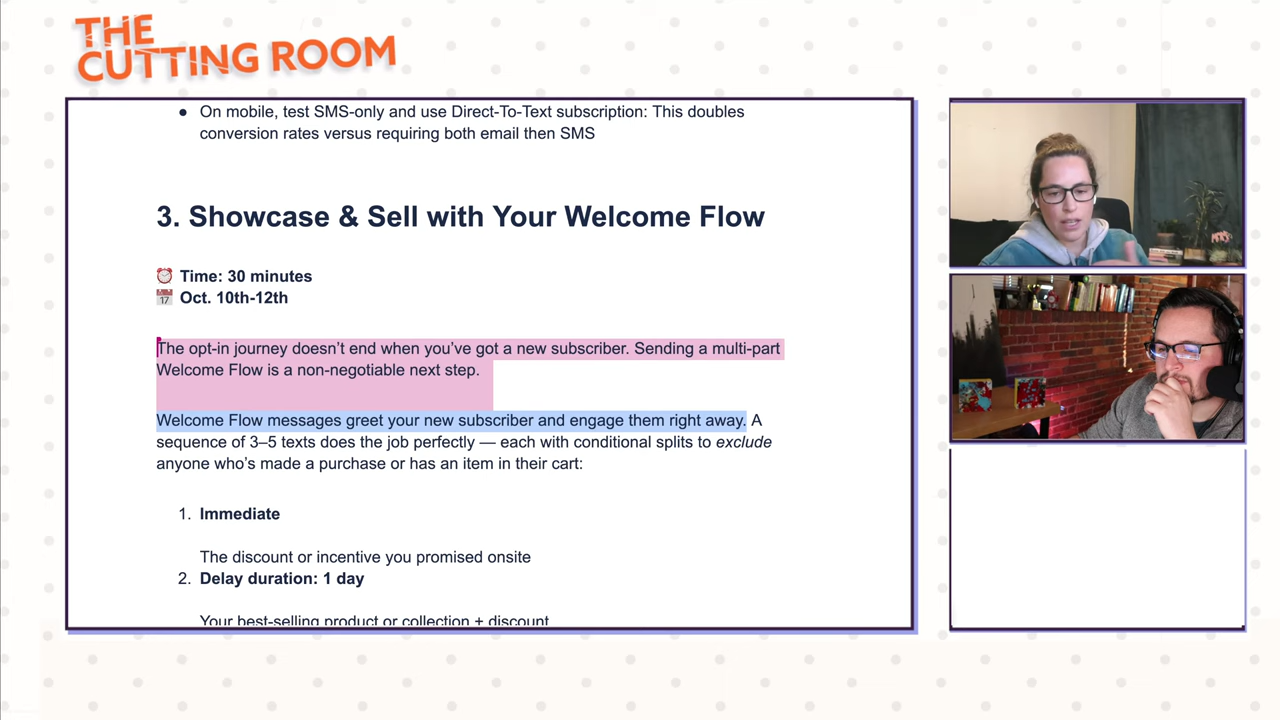 THE
CUTTING ROOM
● On mobile, test SMS-only and use Direct-To-Text subscription: This doubles
conversion rates versus requiring both email then SMS
3. Showcase & Sell with Your Welcome Flow
⏰ Time: 30 minutes
📅 Oct. 10th-12th
The opt-in journey doesn’t end when you’ve got a new subscriber. Sending a multi-part
Welcome Flow is a non-negotiable next step.
Welcome Flow messages greet your new subscriber and engage them right away. A
sequence of 3–5 texts does the job perfectly — each with conditional splits to exclude
anyone who’s made a purchase or has an item in their cart:
1. Immediate
The discount or incentive you promised onsite
2. Delay duration: 1 day
Your best-selling product or collection + discount